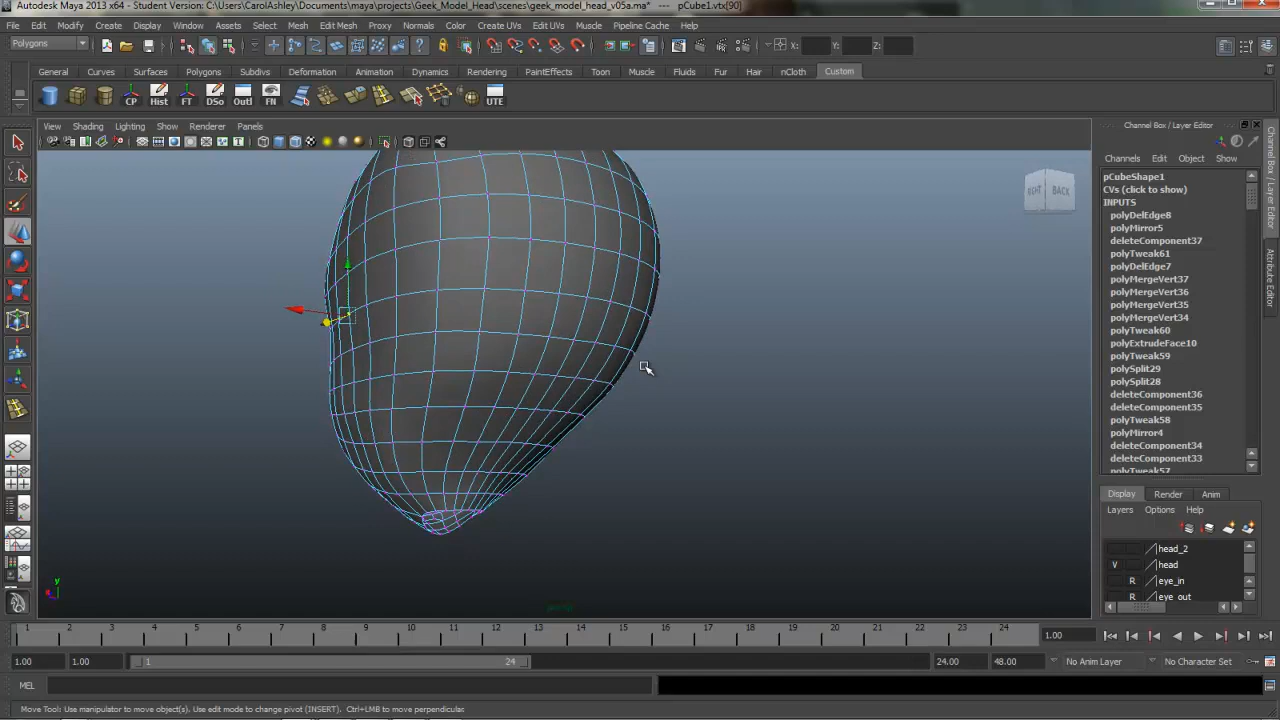 Autodesk Maya 2013 x64 - Student Version: C:\Users\CarolAshley\Documents\maya\projects\Geek_Model_Head\scenes\geek_model_head_v05a.ma* --- pCube1.vtx[90]
File Edit Modify Create Display Window Assets Select Mesh Edit Mesh Proxy Normals Color Create UVs Edit UVs Muscle Pipeline Cache Help
Polygons X: Y: Z:
General Curves Surfaces Polygons Subdivs Deformation Animation Dynamics Rendering PaintEffects Toon Muscle Fluids Fur Hair nCloth Custom
CP Hist FT DSo Outl FN UTE
View Shading Lighting Show Renderer Panels
Channel Box / Layer Editor
Channels Edit Object Show
pCubeShape1
CVs (click to show)
INPUTS
polyDelEdge8
polyMirror5
deleteComponent37
polyTweak61
polyDelEdge7
polyMergeVert37
polyMergeVert36
polyMergeVert35
polyMergeVert34
polyTweak60
polyExtrudeFace10
polyTweak59
polySplit29
polySplit28
deleteComponent36
deleteComponent35
polyTweak58
polyMirror4
deleteComponent34
deleteComponent33
polyTweak57
Channel Box / Layer Editor
Attribute Editor
BACK
Display Render Anim
Layers Options Help
head_2
V head
R eye_in
R eye_out
y
persp
1 2 3 4 5 6 7 8 9 10 11 12 13 14 15 16 17 18 19 20 21 22 23 24 1.00
1.00 1.00 1 24 24.00 48.00 No Anim Layer No Character Set
MEL
Move Tool: Use manipulator to move object(s). Use edit mode to change pivot (INSERT). Ctrl+LMB to move perpendicular.